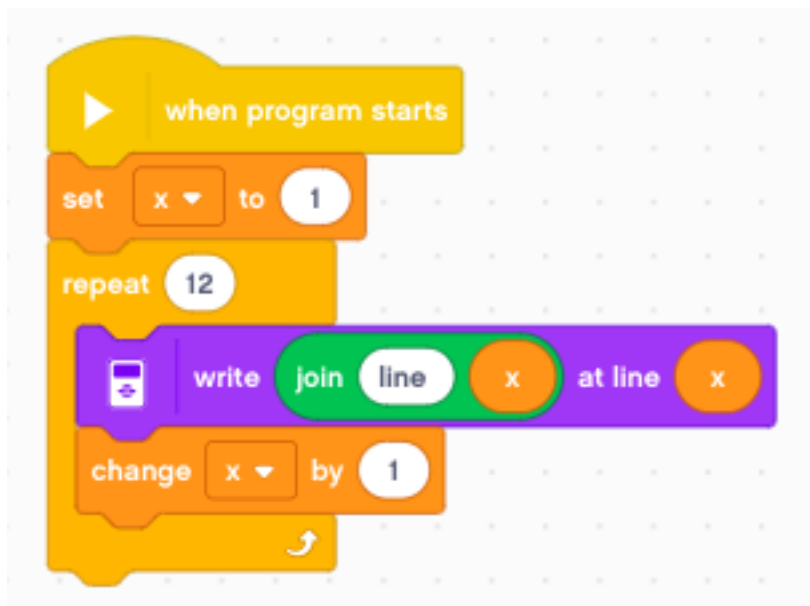 when program starts
set x to 1
repeat 12
write join line x at line x
change x by 1